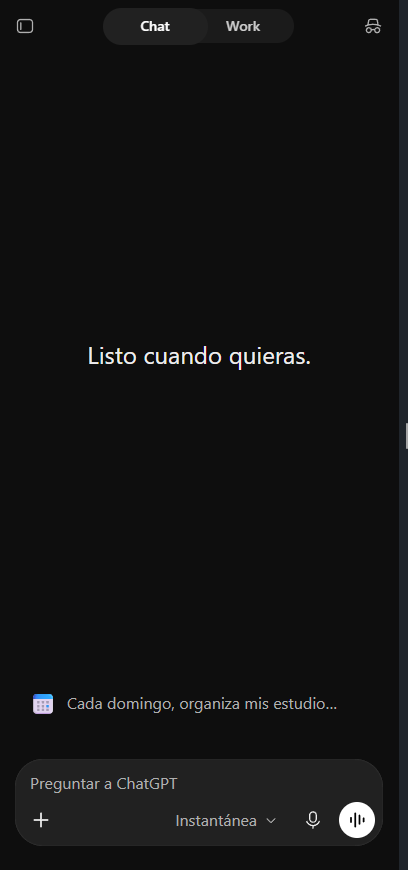 Chat
Work
Listo cuando quieras.
Cada domingo, organiza mis estudio...
Preguntar a ChatGPT
Instantánea